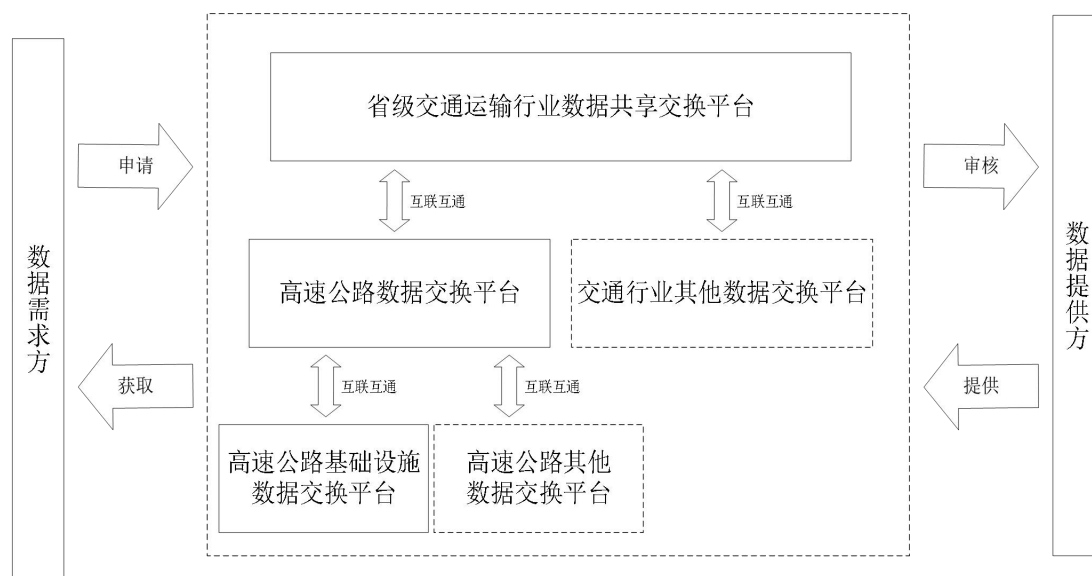 省级交通运输行业数据共享交换平台
申请
审核
互联互通
互联互通
数据需求方
高速公路数据交换平台
交通行业其他数据交换平台
数据提供方
获取
互联互通
互联互通
提供
高速公路基础设施
数据交换平台
高速公路其他
数据交换平台